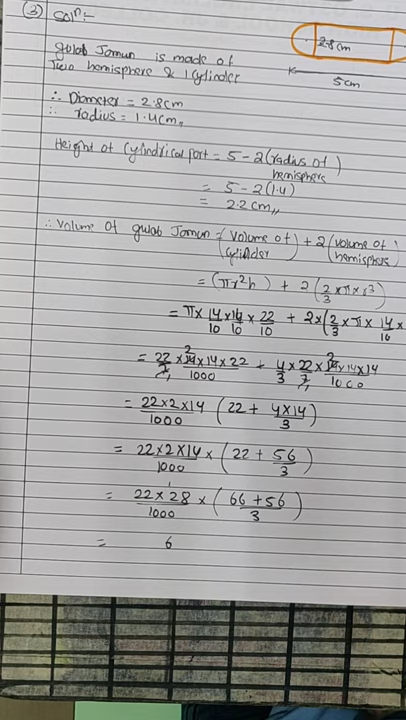 ③ Soln:-
2.8cm
5cm
gulab Jamun is made of
Two hemisphere & 1 Cylinder
∴ Diameter = 2.8cm
∴ radius = 1.4cm,,
Height of Cylindrical part = 5 - 2(radius of hemisphere)
= 5 - 2(1.4)
= 2.2cm,,
∴ Volume of gulab Jamun = (Volume of Cylinder) + 2(volume of hemisphere)
= (πr²h) + 2(2/3 × π × r³)
= π × 14/10 × 14/10 × 22/10 + 2×(2/3 × π × 14/10 ×
= 22/7 × 14×14×22/1000 + 4/3 × 22/7 × 14×14×14/1000
= 22×2×14/1000 (22 + 4×14/3)
= 22×2×14/1000 × (22 + 56/3)
= 22×28/1000 × (66+56/3)
= 6